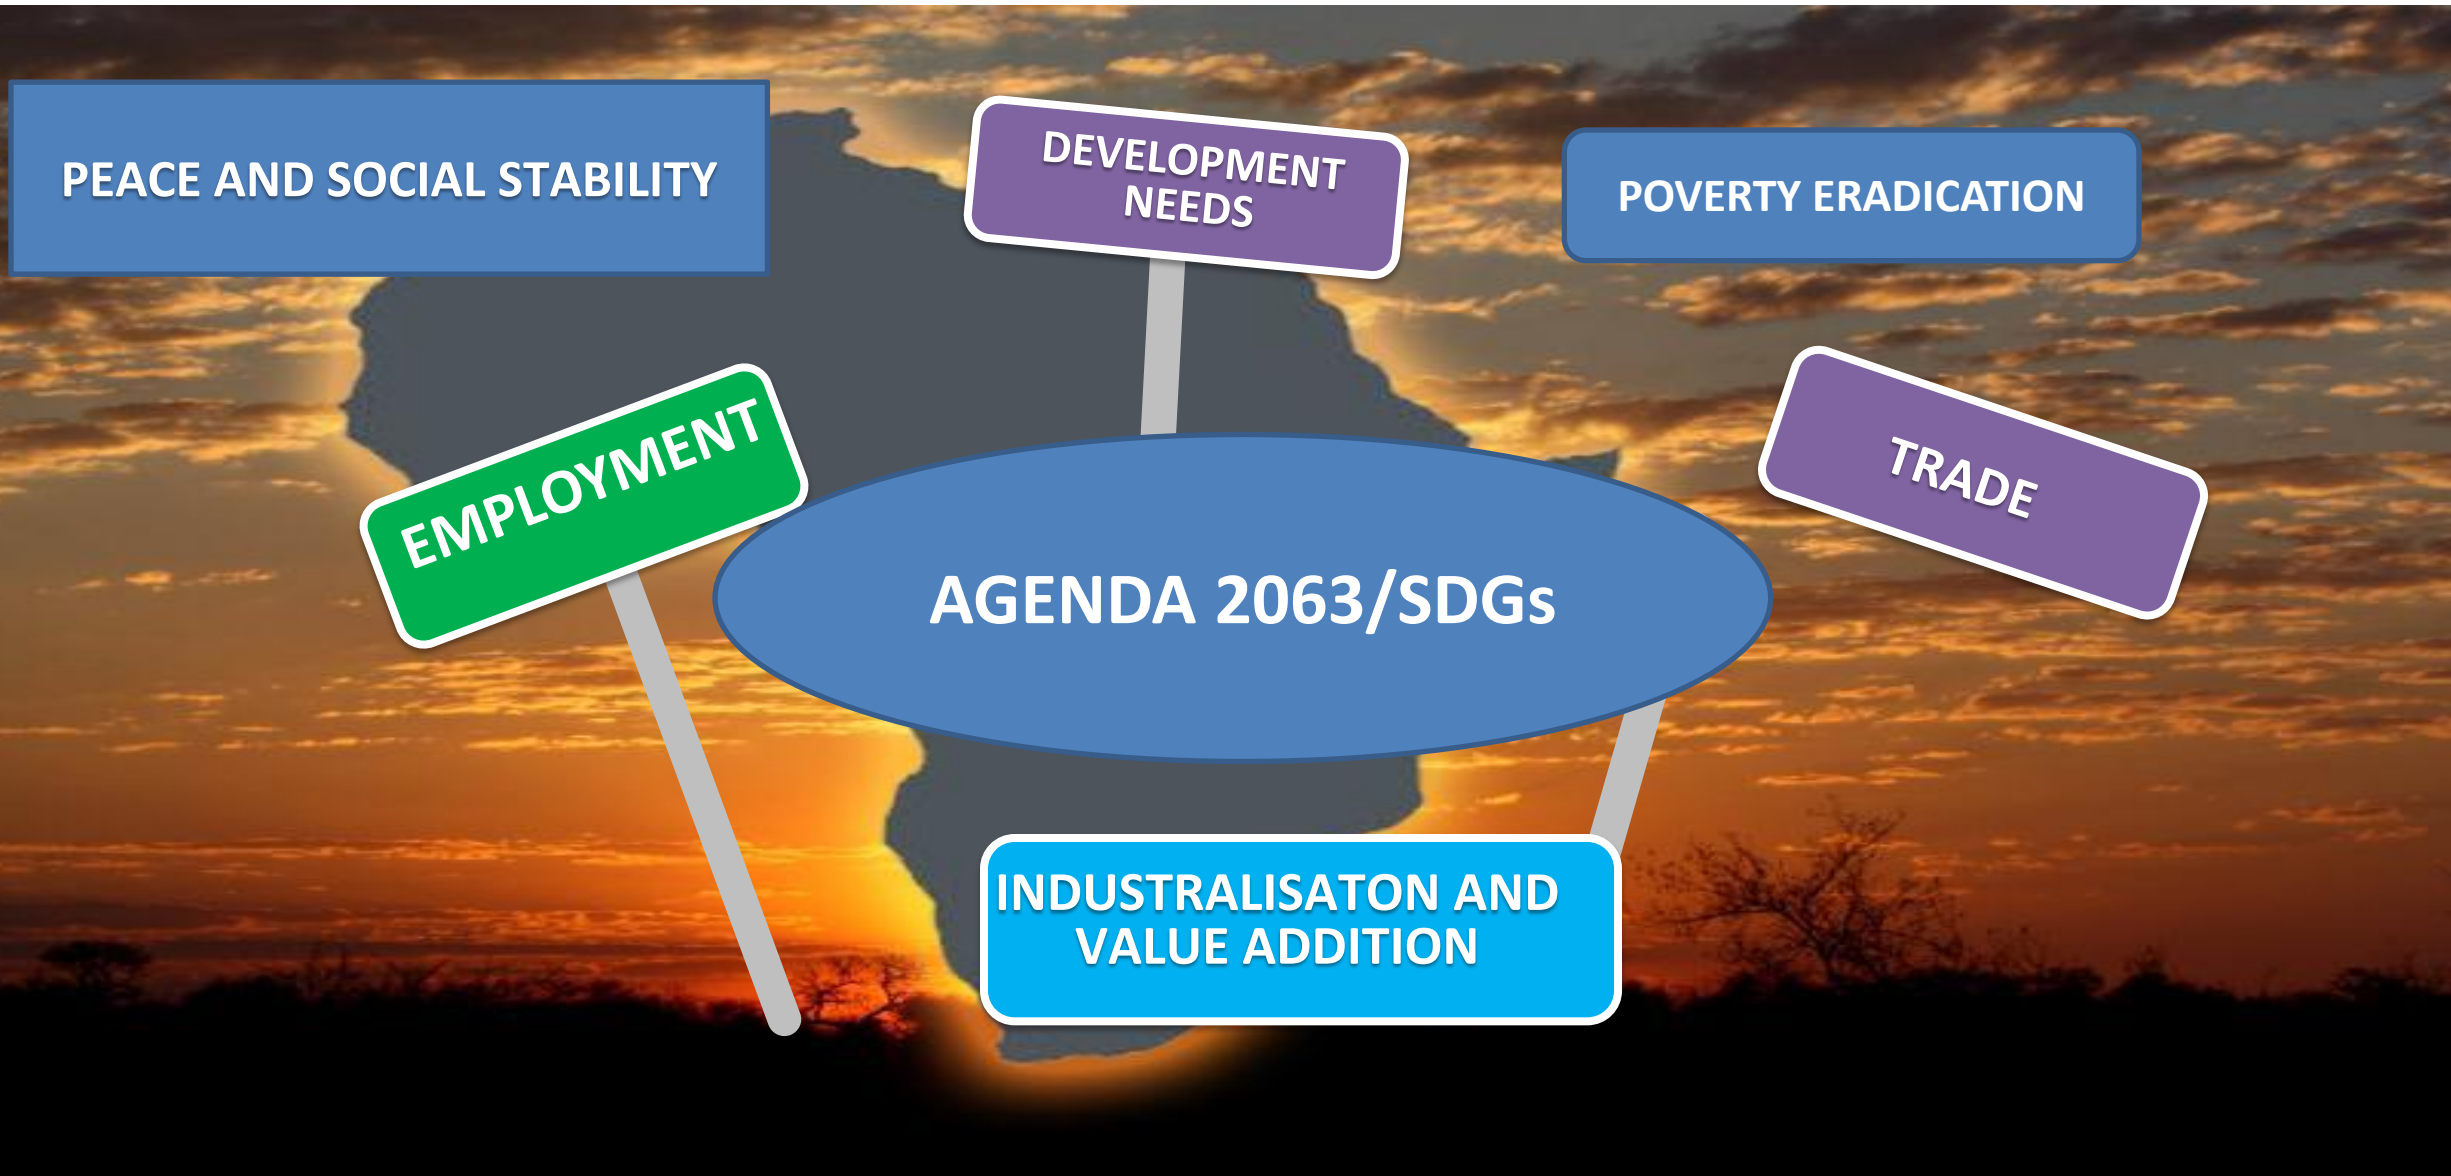 PEACE AND SOCIAL STABILITY
DEVELOPMENT
NEEDS
POVERTY ERADICATION
EMPLOYMENT
TRADE
AGENDA 2063/SDGs
INDUSTRALISATON AND
VALUE ADDITION